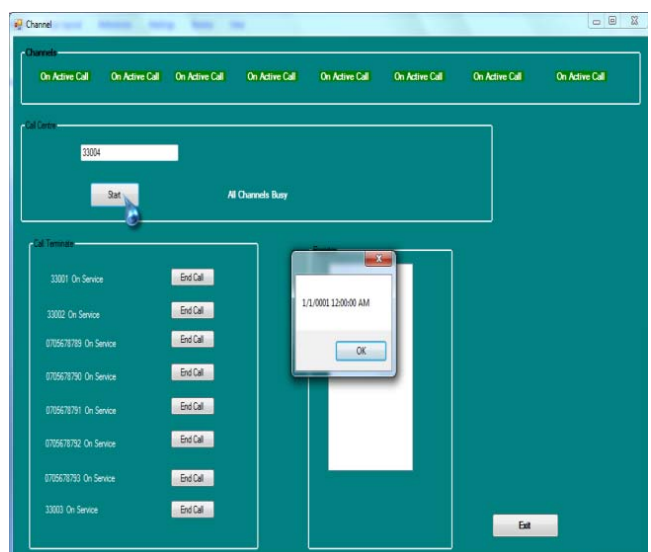 Channel
Channels
On Active Call On Active Call On Active Call On Active Call On Active Call On Active Call On Active Call On Active Call
Call Centre
33004
Start
All Channels Busy
Call Terminate
33001 On Service End Call
33002 On Service End Call
0705678789 On Service End Call
0705678790 On Service End Call
0705678791 On Service End Call
0705678792 On Service End Call
0705678793 On Service End Call
33003 On Service End Call
1/1/0001 12:00:00 AM
OK
Exit